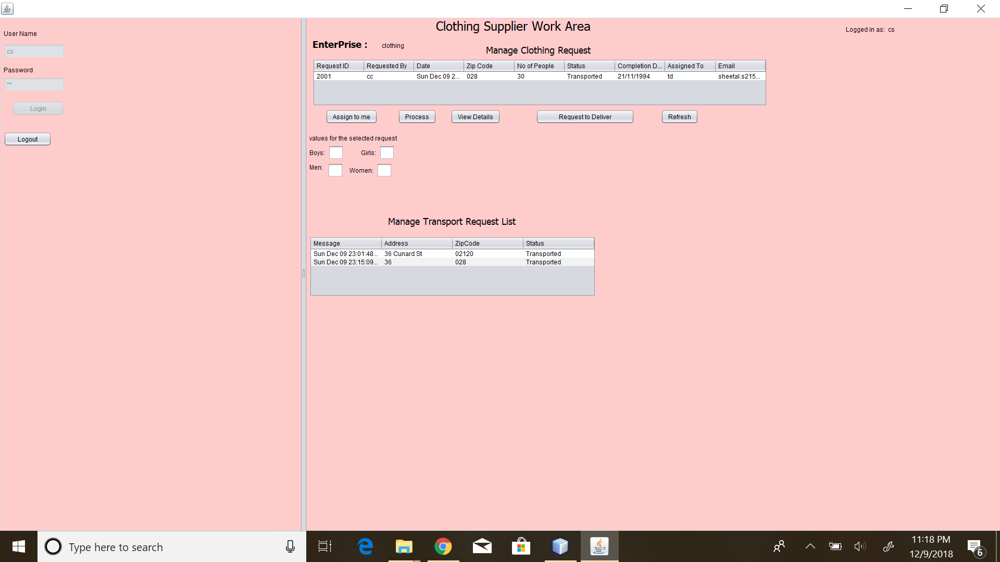 User Name
cs
Password
**
Login
Logout
Clothing Supplier Work Area
Logged in as: cs
EnterPrise : clothing
Manage Clothing Request
Request ID Requested By Date Zip Code No of People Status Completion D... Assigned To Email
2001 cc Sun Dec 09 2... 028 30 Transported 21/11/1994 td sheetal.s215...
Assign to me Process View Details Request to Deliver Refresh
values for the selected request
Boys: Girls:
Men: Women:
Manage Transport Request List
Message Address ZipCode Status
Sun Dec 09 23:01:48... 36 Cunard St 02120 Transported
Sun Dec 09 23:15:09... 36 028 Transported
Type here to search
11:18 PM
12/9/2018
6